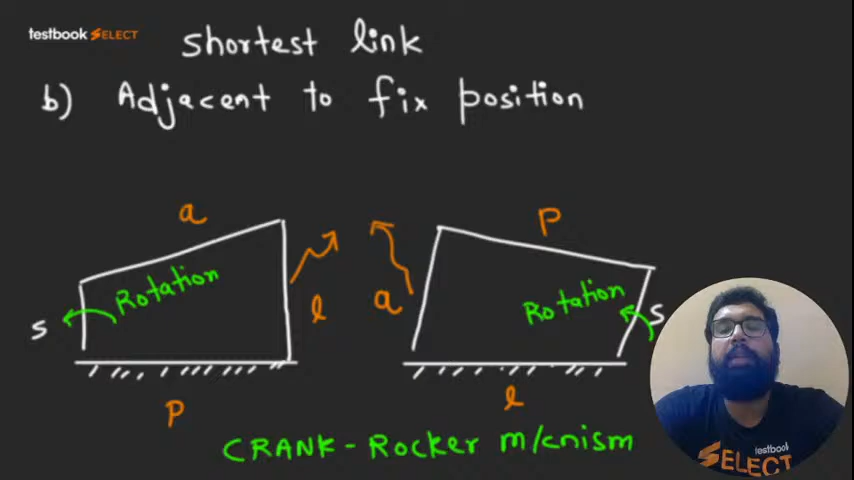 testbook SELECT
shortest link
b) Adjacent to fix position
a
P
Rotation
Rotation
s
l
a
s
P
l
CRANK-Rocker m/cnism
testbook
SELECT